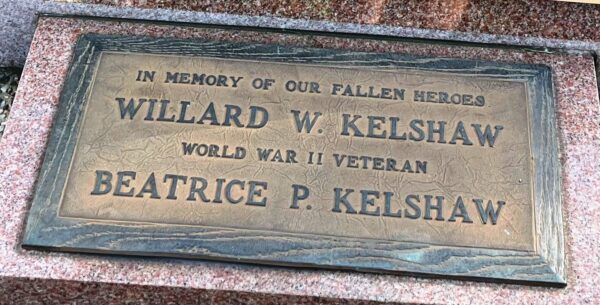 IN MEMORY OF OUR FALLEN HEROES
WILLARD W. KELSHAW
WORLD WAR II VETERAN
BEATRICE P. KELSHAW